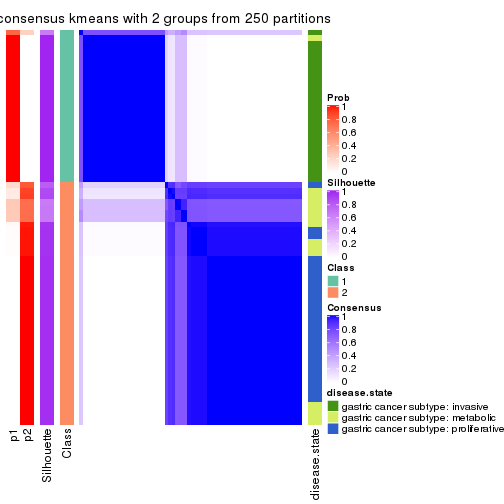 consensus kmeans with 2 groups from 250 partitions
Prob
1
0.8
0.6
0.4
0.2
0
Silhouette
1
0.8
0.6
0.4
0.2
0
Class
1
2
Consensus
1
0.8
0.6
0.4
0.2
0
disease.state
gastric cancer subtype: invasive
gastric cancer subtype: metabolic
gastric cancer subtype: proliferative
p1
p2
Silhouette
Class
disease.state